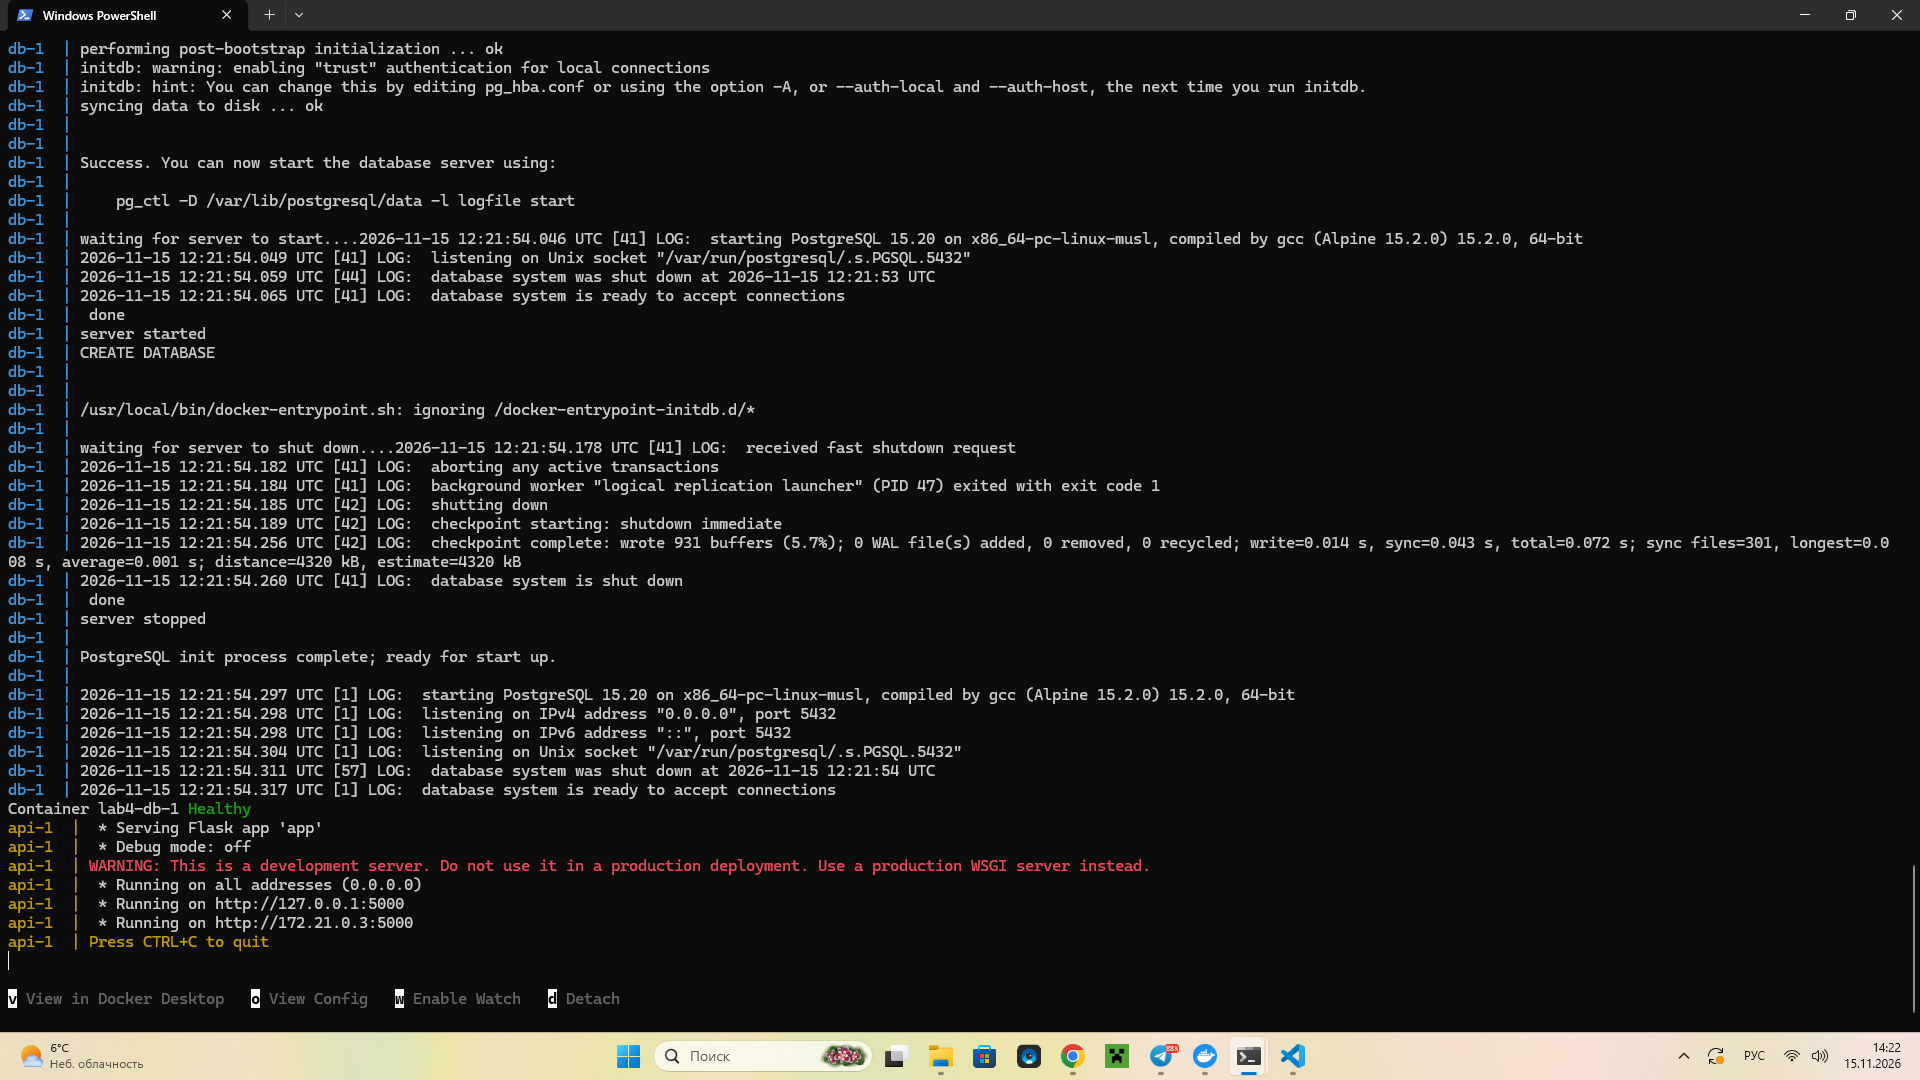 Windows PowerShell
db-1  | performing post-bootstrap initialization ... ok
db-1  | initdb: warning: enabling "trust" authentication for local connections
db-1  | initdb: hint: You can change this by editing pg_hba.conf or using the option -A, or --auth-local and --auth-host, the next time you run initdb.
db-1  | syncing data to disk ... ok
db-1  |
db-1  |
db-1  | Success. You can now start the database server using:
db-1  |
db-1  |     pg_ctl -D /var/lib/postgresql/data -l logfile start
db-1  |
db-1  | waiting for server to start....2026-11-15 12:21:54.046 UTC [41] LOG:  starting PostgreSQL 15.20 on x86_64-pc-linux-musl, compiled by gcc (Alpine 15.2.0) 15.2.0, 64-bit
db-1  | 2026-11-15 12:21:54.049 UTC [41] LOG:  listening on Unix socket "/var/run/postgresql/.s.PGSQL.5432"
db-1  | 2026-11-15 12:21:54.059 UTC [44] LOG:  database system was shut down at 2026-11-15 12:21:53 UTC
db-1  | 2026-11-15 12:21:54.065 UTC [41] LOG:  database system is ready to accept connections
db-1  |  done
db-1  | server started
db-1  | CREATE DATABASE
db-1  |
db-1  |
db-1  | /usr/local/bin/docker-entrypoint.sh: ignoring /docker-entrypoint-initdb.d/*
db-1  |
db-1  | waiting for server to shut down....2026-11-15 12:21:54.178 UTC [41] LOG:  received fast shutdown request
db-1  | 2026-11-15 12:21:54.182 UTC [41] LOG:  aborting any active transactions
db-1  | 2026-11-15 12:21:54.184 UTC [41] LOG:  background worker "logical replication launcher" (PID 47) exited with exit code 1
db-1  | 2026-11-15 12:21:54.185 UTC [42] LOG:  shutting down
db-1  | 2026-11-15 12:21:54.189 UTC [42] LOG:  checkpoint starting: shutdown immediate
db-1  | 2026-11-15 12:21:54.256 UTC [42] LOG:  checkpoint complete: wrote 931 buffers (5.7%); 0 WAL file(s) added, 0 removed, 0 recycled; write=0.014 s, sync=0.043 s, total=0.072 s; sync files=301, longest=0.0
08 s, average=0.001 s; distance=4320 kB, estimate=4320 kB
db-1  | 2026-11-15 12:21:54.260 UTC [41] LOG:  database system is shut down
db-1  |  done
db-1  | server stopped
db-1  |
db-1  | PostgreSQL init process complete; ready for start up.
db-1  |
db-1  | 2026-11-15 12:21:54.297 UTC [1] LOG:  starting PostgreSQL 15.20 on x86_64-pc-linux-musl, compiled by gcc (Alpine 15.2.0) 15.2.0, 64-bit
db-1  | 2026-11-15 12:21:54.298 UTC [1] LOG:  listening on IPv4 address "0.0.0.0", port 5432
db-1  | 2026-11-15 12:21:54.298 UTC [1] LOG:  listening on IPv6 address "::", port 5432
db-1  | 2026-11-15 12:21:54.304 UTC [1] LOG:  listening on Unix socket "/var/run/postgresql/.s.PGSQL.5432"
db-1  | 2026-11-15 12:21:54.311 UTC [57] LOG:  database system was shut down at 2026-11-15 12:21:54 UTC
db-1  | 2026-11-15 12:21:54.317 UTC [1] LOG:  database system is ready to accept connections
Container lab4-db-1 Healthy
api-1  |  * Serving Flask app 'app'
api-1  |  * Debug mode: off
api-1  | WARNING: This is a development server. Do not use it in a production deployment. Use a production WSGI server instead.
api-1  |  * Running on all addresses (0.0.0.0)
api-1  |  * Running on http://127.0.0.1:5000
api-1  |  * Running on http://172.21.0.3:5000
api-1  | Press CTRL+C to quit
v View in Docker Desktop   o View Config   w Enable Watch   d Detach
6°C
Неб. облачность
Поиск
88K
РУС
14:22
15.11.2026